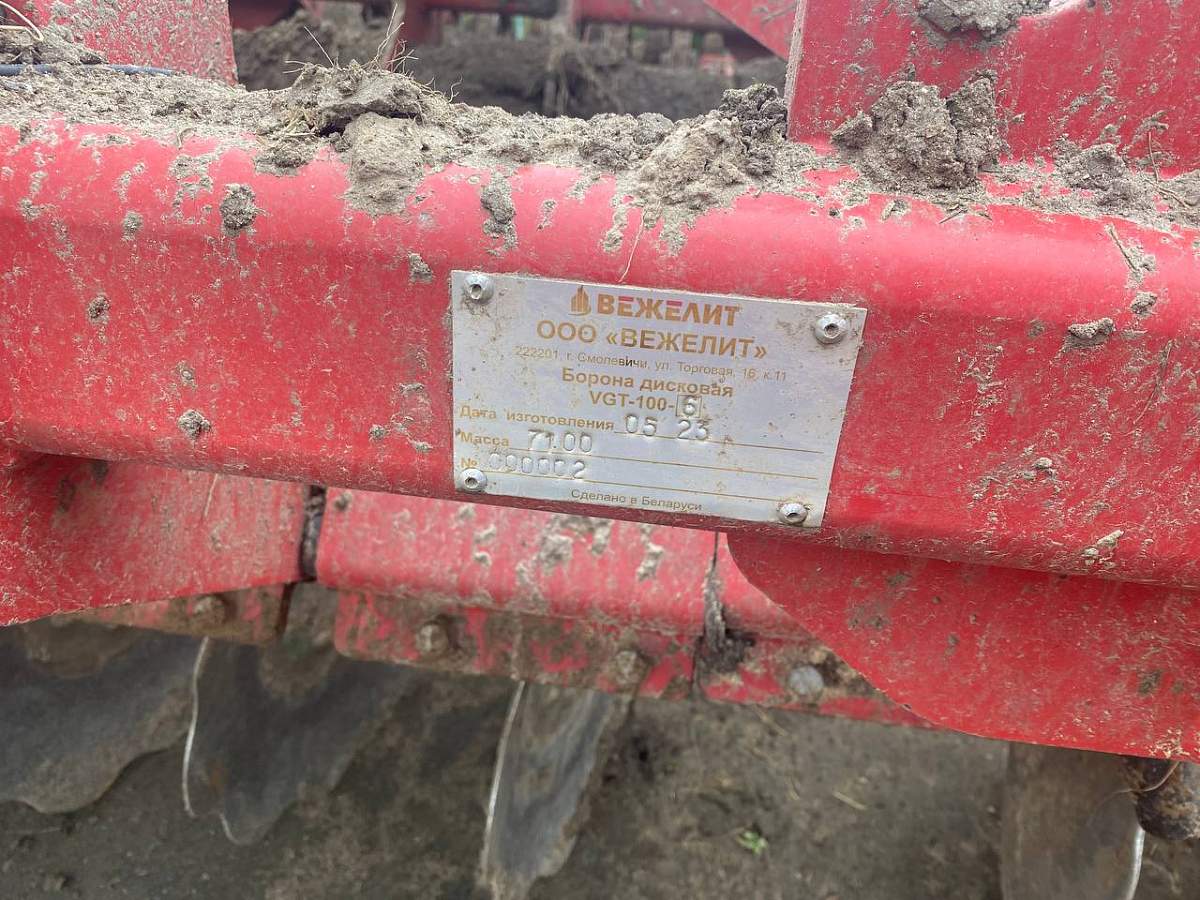 ВЕЖЕЛИТ
ООО «ВЕЖЕЛИТ»
222201, г. Смолевичи, ул. Торговая, 16, к.11
Борона дисковая
VGT-100-6
Дата изготовления 05 23
Масса 7100
№ 090002
Сделано в Беларуси